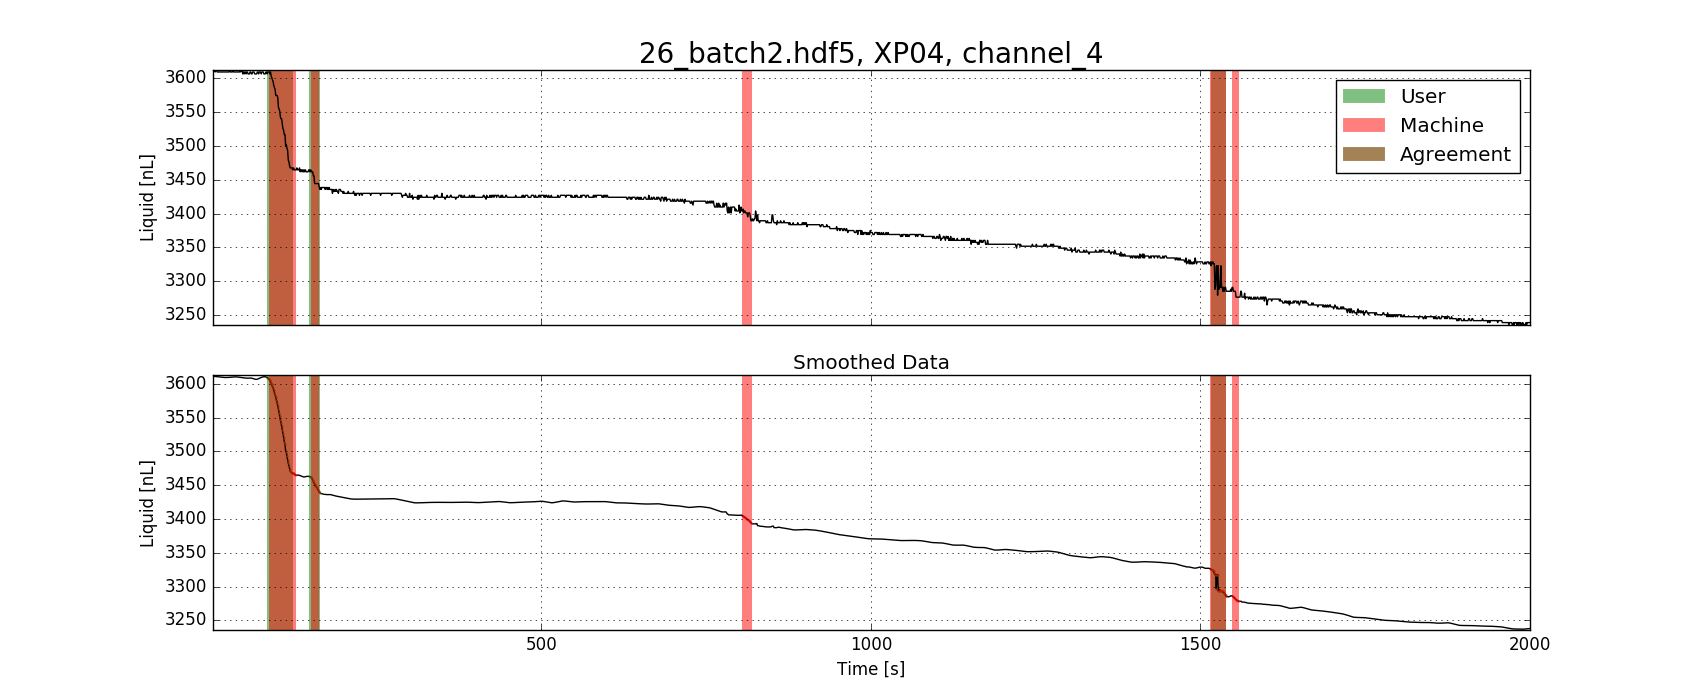 26_batch2.hdf5, XP04, channel_4
Liquid [nL]
3600
3550
3500
3450
3400
3350
3300
3250
User
Machine
Agreement
Smoothed Data
Liquid [nL]
3600
3550
3500
3450
3400
3350
3300
3250
500 1000 1500 2000
Time [s]